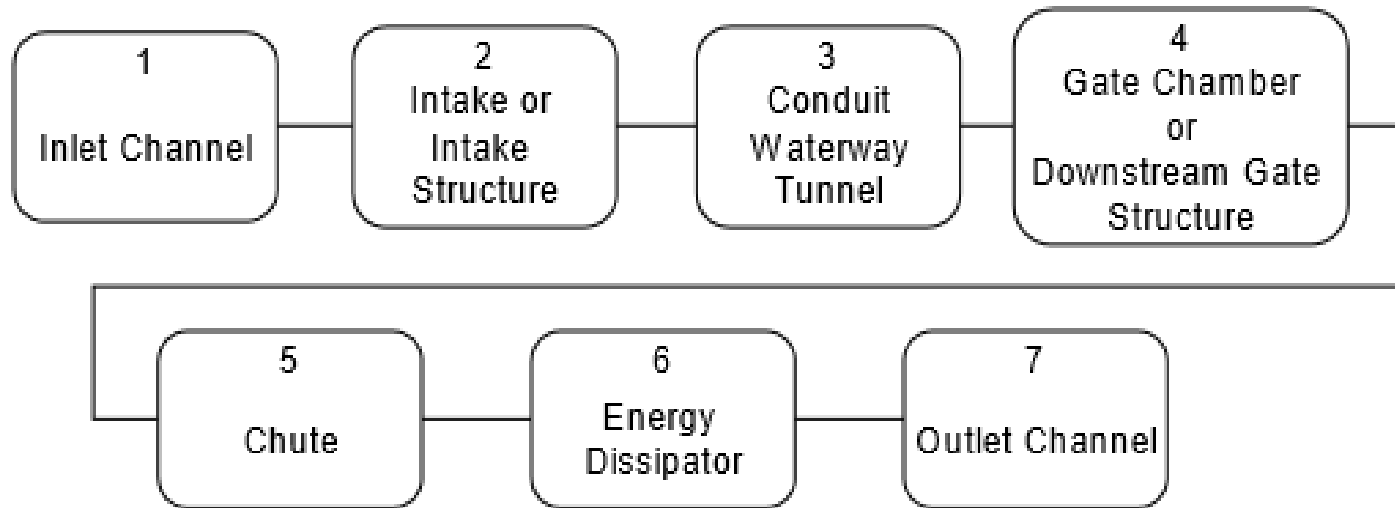 1
Inlet Channel
2
Intake or
Intake
Structure
3
Conduit
Waterway
Tunnel
4
Gate Chamber
or
Downstream Gate
Structure
5
Chute
6
Energy
Dissipator
7
Outlet Channel